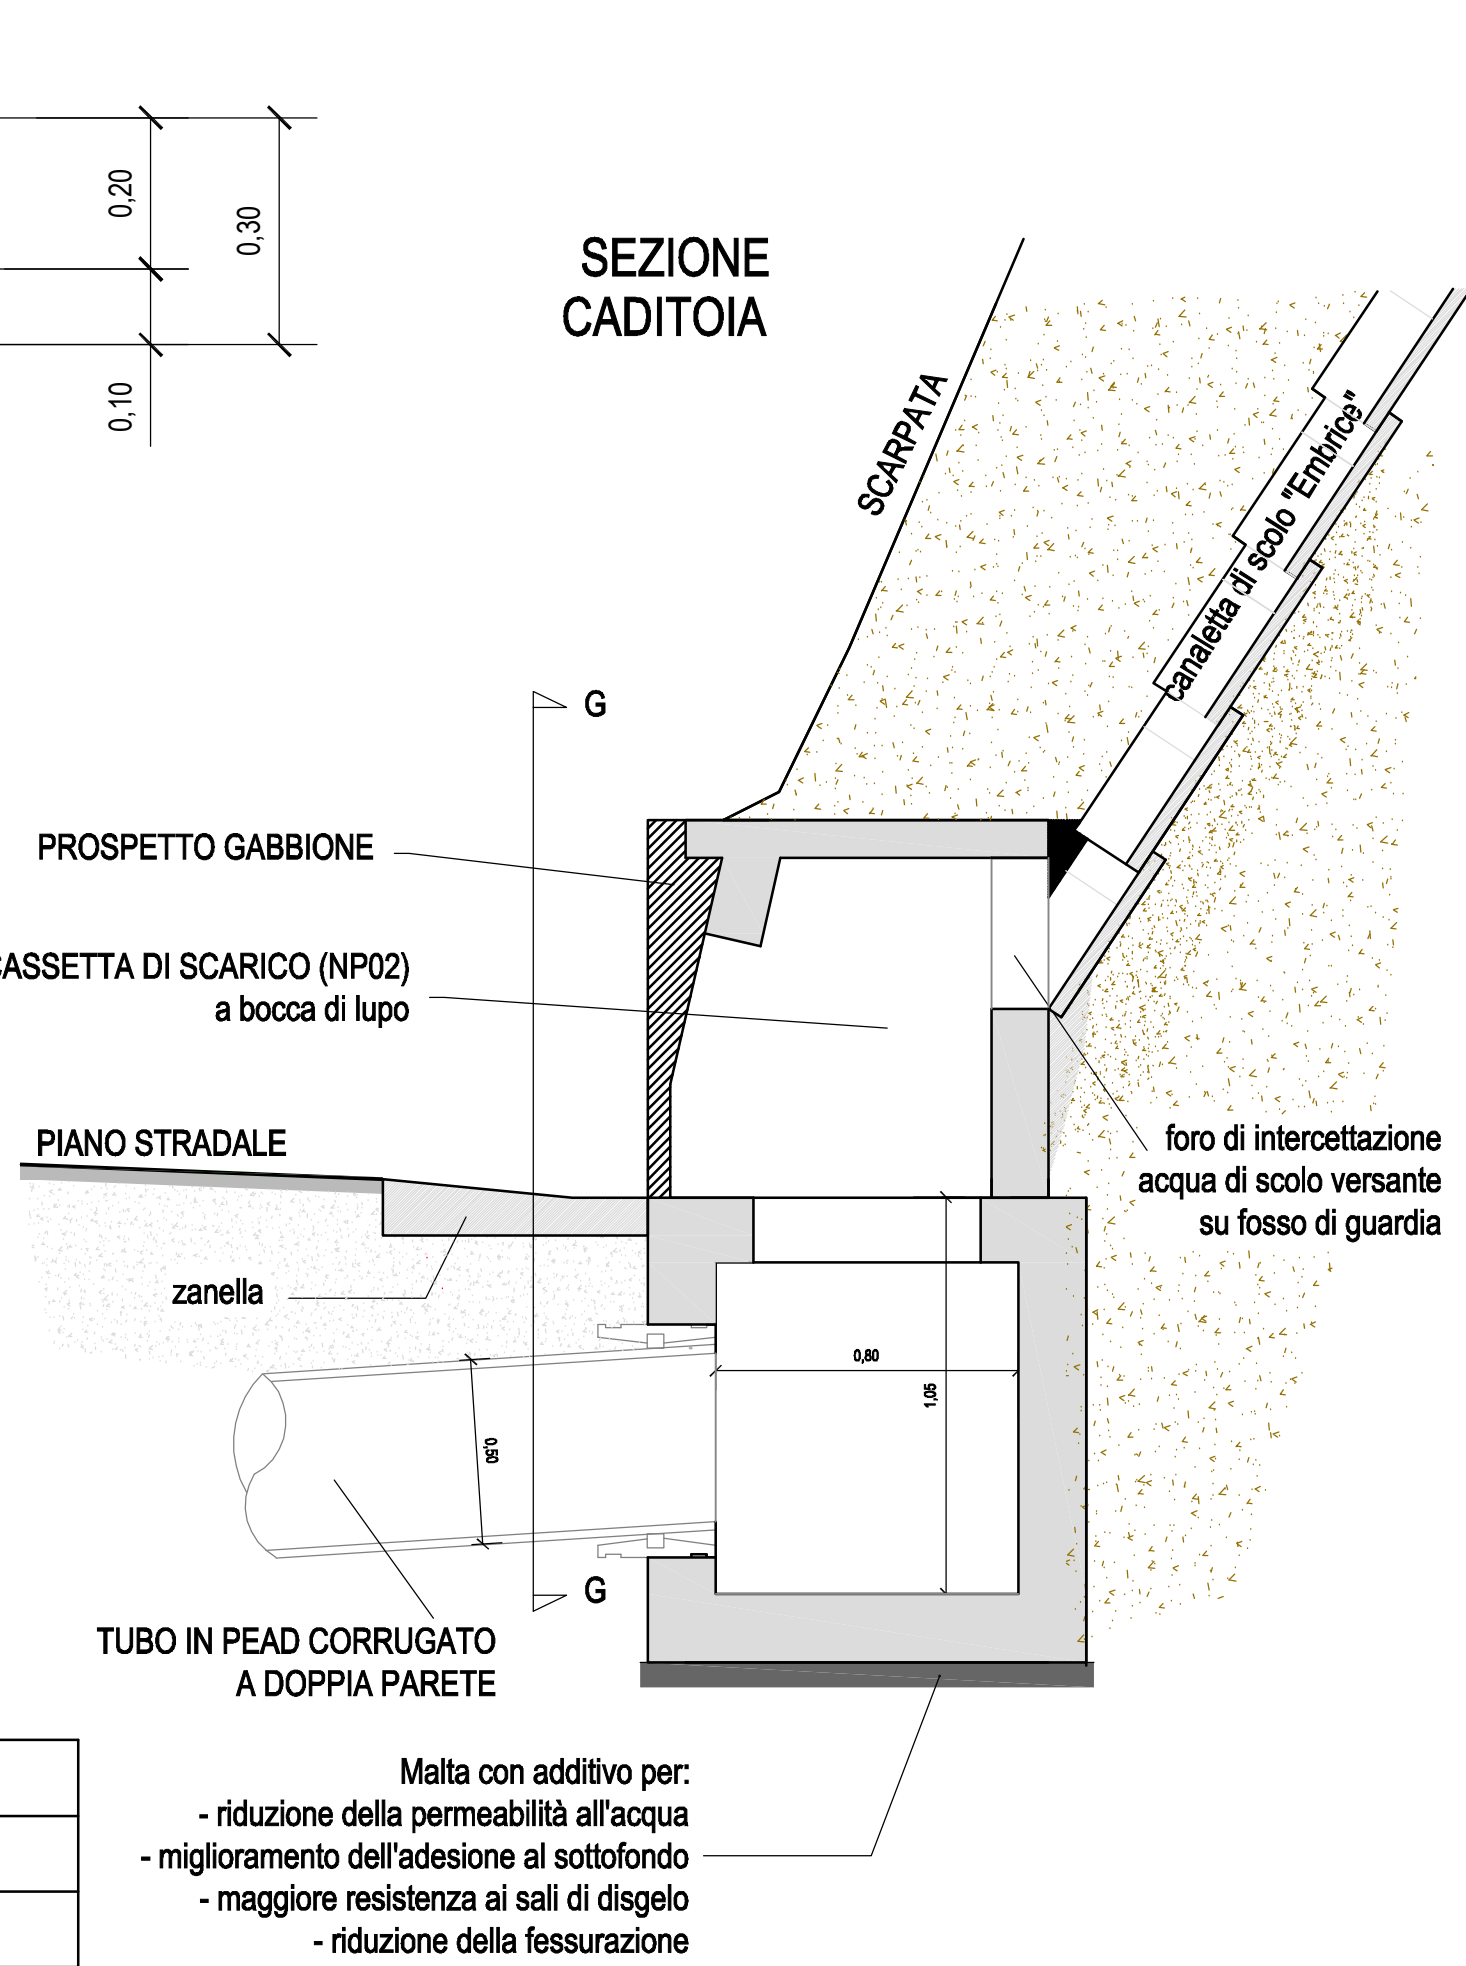 0,20
0,30
0,10
SEZIONE
CADITOIA
SCARPATA
canaletta di scolo "Embrice"
G
PROSPETTO GABBIONE
CASSETTA DI SCARICO (NP02)
a bocca di lupo
PIANO STRADALE
foro di intercettazione
acqua di scolo versante
su fosso di guardia
zanella
0,80
1,05
0,50
G
TUBO IN PEAD CORRUGATO
A DOPPIA PARETE
Malta con additivo per:
- riduzione della permeabilità all'acqua
- miglioramento dell'adesione al sottofondo
- maggiore resistenza ai sali di disgelo
- riduzione della fessurazione